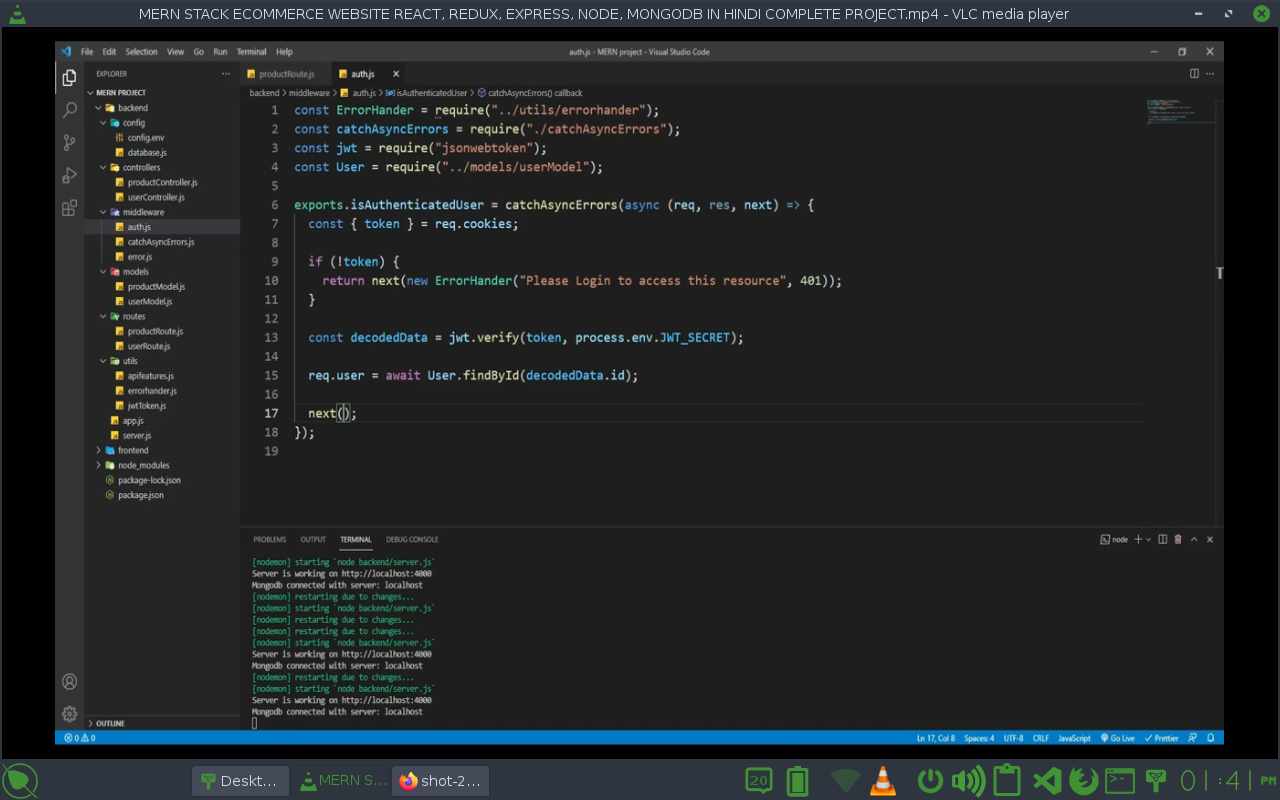 MERN STACK ECOMMERCE WEBSITE REACT, REDUX, EXPRESS, NODE, MONGODB IN HINDI COMPLETE PROJECT.mp4 - VLC media player
File Edit Selection View Go Run Terminal Help
auth.js - MERN project - Visual Studio Code
EXPLORER
MERN PROJECT
backend
config
config.env
database.js
controllers
productController.js
userController.js
middleware
auth.js
catchAsyncErrors.js
error.js
models
productModel.js
userModel.js
routes
productRoute.js
userRoute.js
utils
apifeatures.js
errorhander.js
jwtToken.js
app.js
server.js
frontend
node_modules
package-lock.json
package.json
OUTLINE
productRoute.js auth.js
backend > middleware > auth.js > isAuthenticatedUser > catchAsyncErrors() callback
1 const ErrorHander = require("../utils/errorhander");
2 const catchAsyncErrors = require("./catchAsyncErrors");
3 const jwt = require("jsonwebtoken");
4 const User = require("../models/userModel");
5
6 exports.isAuthenticatedUser = catchAsyncErrors(async (req, res, next) => {
7 const { token } = req.cookies;
8
9 if (!token) {
10 return next(new ErrorHander("Please Login to access this resource", 401));
11 }
12
13 const decodedData = jwt.verify(token, process.env.JWT_SECRET);
14
15 req.user = await User.findById(decodedData.id);
16
17 next();
18 });
19
T
PROBLEMS OUTPUT TERMINAL DEBUG CONSOLE
node
[nodemon] starting `node backend/server.js`
Server is working on http://localhost:4000
Mongodb connected with server: localhost
[nodemon] restarting due to changes...
[nodemon] starting `node backend/server.js`
[nodemon] restarting due to changes...
[nodemon] restarting due to changes...
[nodemon] starting `node backend/server.js`
Server is working on http://localhost:4000
Mongodb connected with server: localhost
[nodemon] restarting due to changes...
[nodemon] starting `node backend/server.js`
Server is working on http://localhost:4000
Mongodb connected with server: localhost
0 0
Ln 17, Col 8 Spaces: 4 UTF-8 CRLF JavaScript Go Live Prettier
Deskt... MERN S... shot-2...
20
01:41 PM